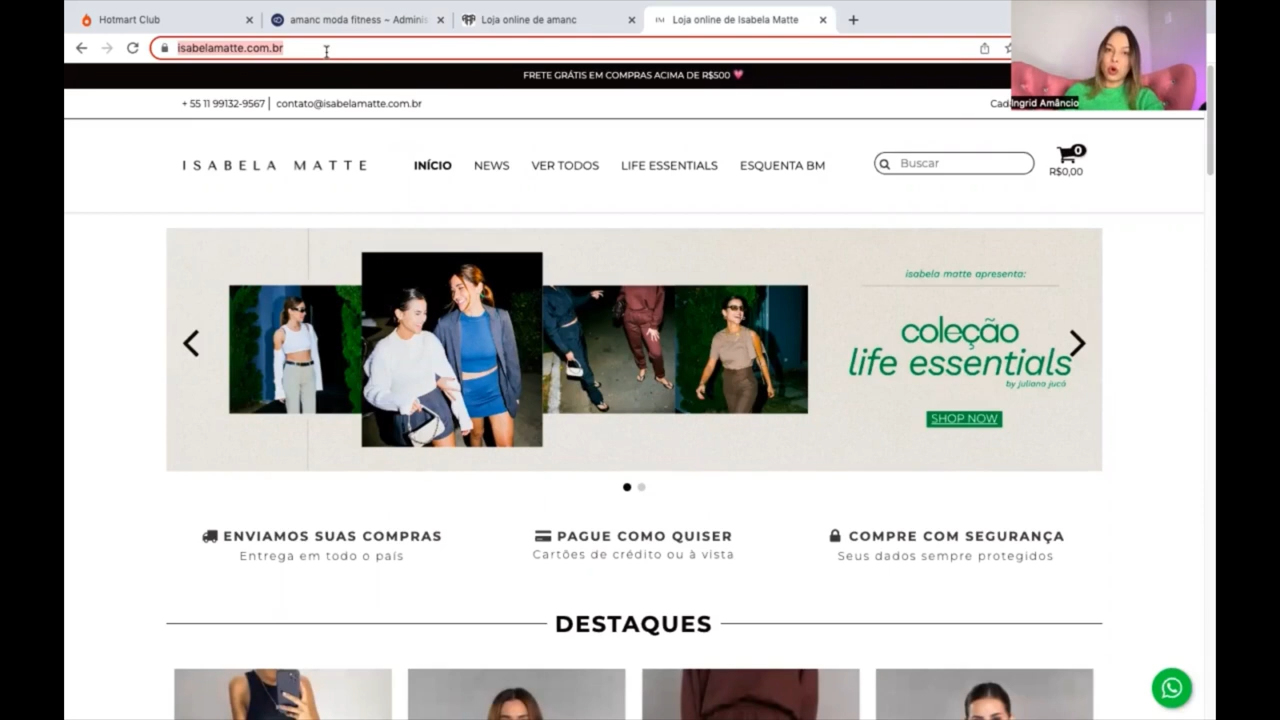 Hotmart Club
amanc moda fitness ~ Adminis
Loja online de amanc
Loja online de Isabela Matte
isabelamatte.com.br
FRETE GRÁTIS EM COMPRAS ACIMA DE R$500
+ 55 11 99132-9567 | contato@isabelamatte.com.br
Cad
Ingrid Amâncio
ISABELA MATTE
INÍCIO
NEWS
VER TODOS
LIFE ESSENTIALS
ESQUENTA BM
Buscar
0
R$0,00
isabela matte apresenta:
coleção
life essentials
by juliana jucá
SHOP NOW
ENVIAMOS SUAS COMPRAS
Entrega em todo o país
PAGUE COMO QUISER
Cartões de crédito ou à vista
COMPRE COM SEGURANÇA
Seus dados sempre protegidos
DESTAQUES